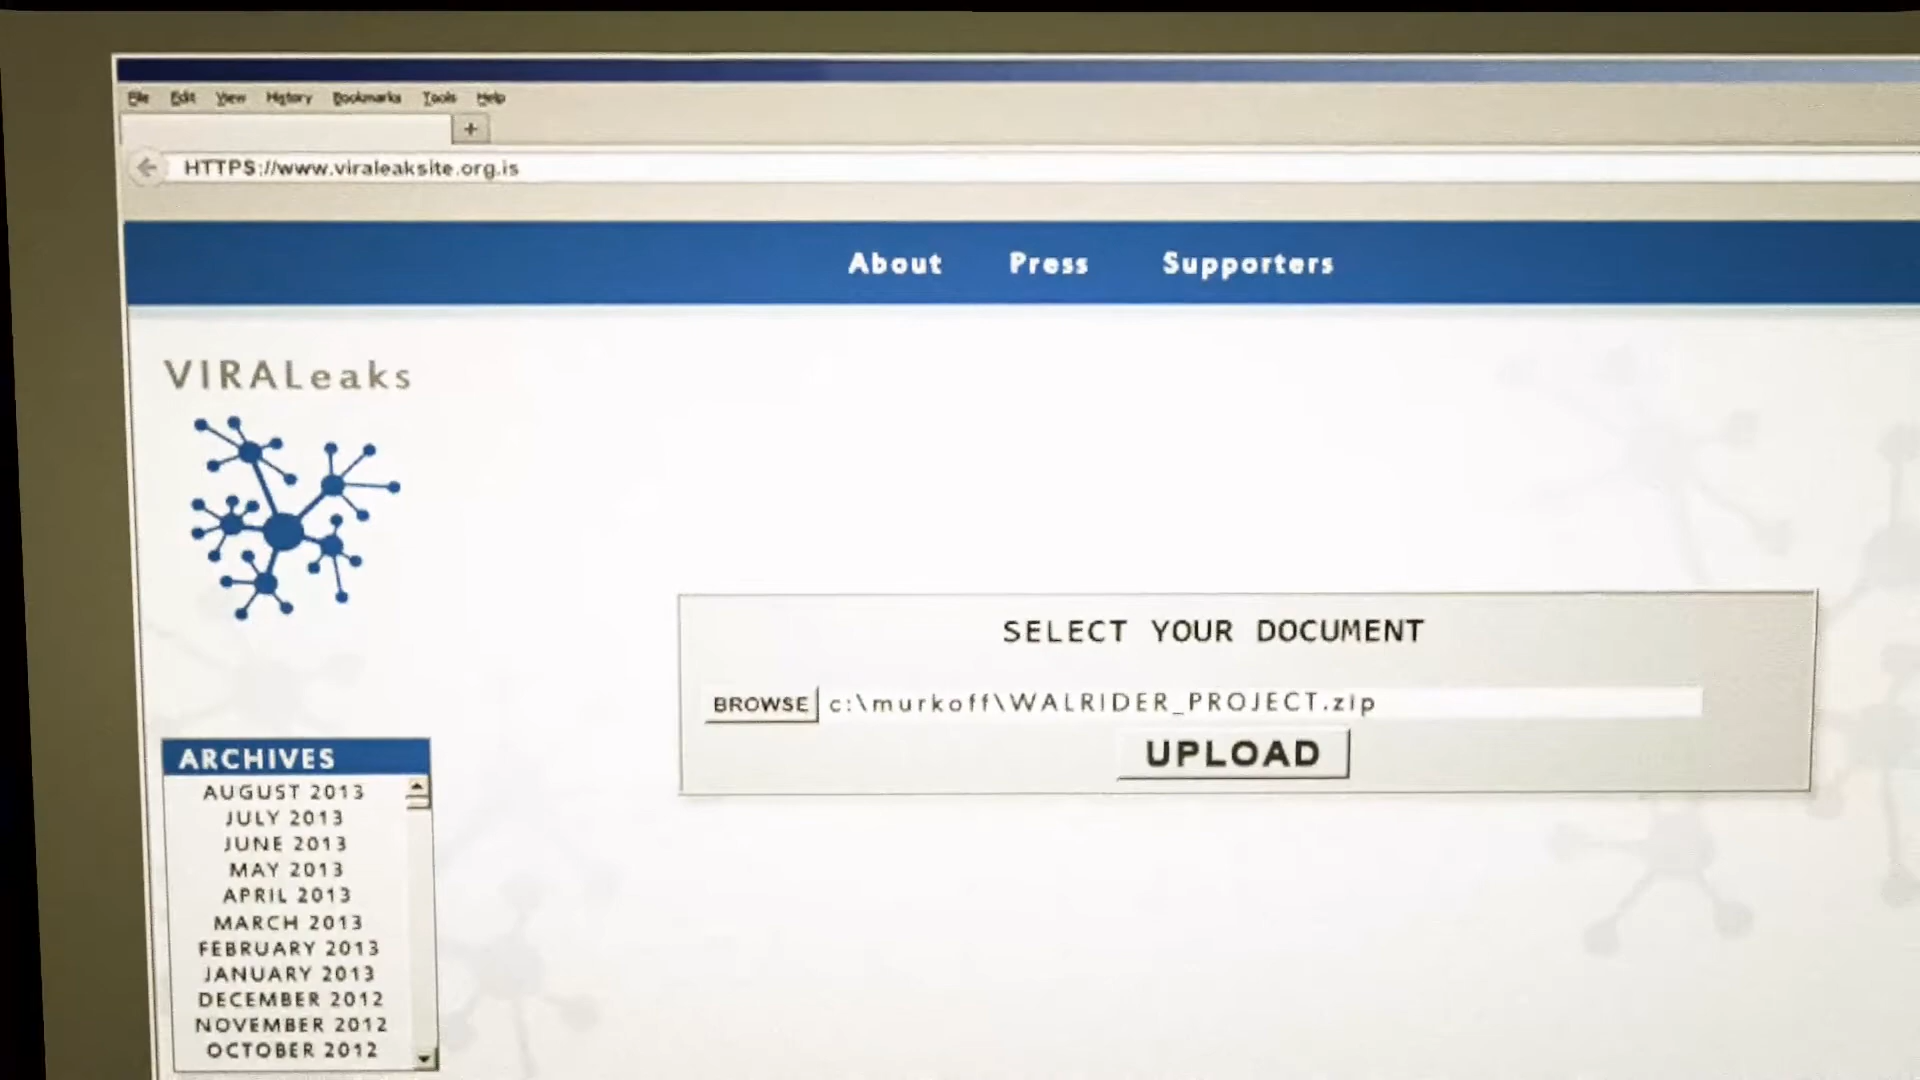 File Edit View History Bookmarks Tools Help
+
HTTPS://www.viraleaksite.org.is
About Press Supporters
VIRALeaks
SELECT YOUR DOCUMENT
BROWSE c:\murkoff\WALRIDER_PROJECT.zip
UPLOAD
ARCHIVES
AUGUST 2013
JULY 2013
JUNE 2013
MAY 2013
APRIL 2013
MARCH 2013
FEBRUARY 2013
JANUARY 2013
DECEMBER 2012
NOVEMBER 2012
OCTOBER 2012